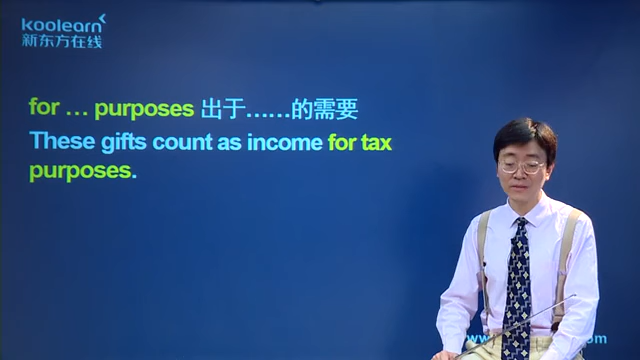 koolearn
新东方在线
for … purposes 出于……的需要
These gifts count as income for tax
purposes.